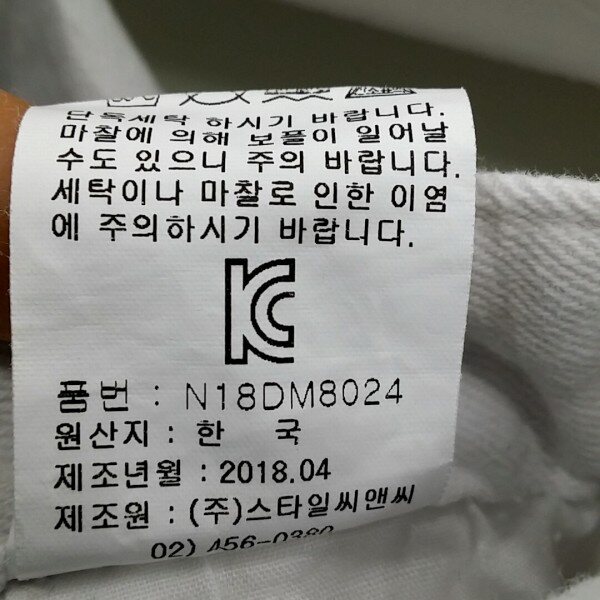 단독세탁 하시기 바랍니다.
마찰에 의해 보풀이 일어날
수도 있으니 주의 바랍니다.
세탁이나 마찰로 인한 이염
에 주의하시기 바랍니다.
KC
품번 : N18DM8024
원산지 : 한 국
제조년월 : 2018.04
제조원 : (주)스타일씨앤씨
02) 456-0380